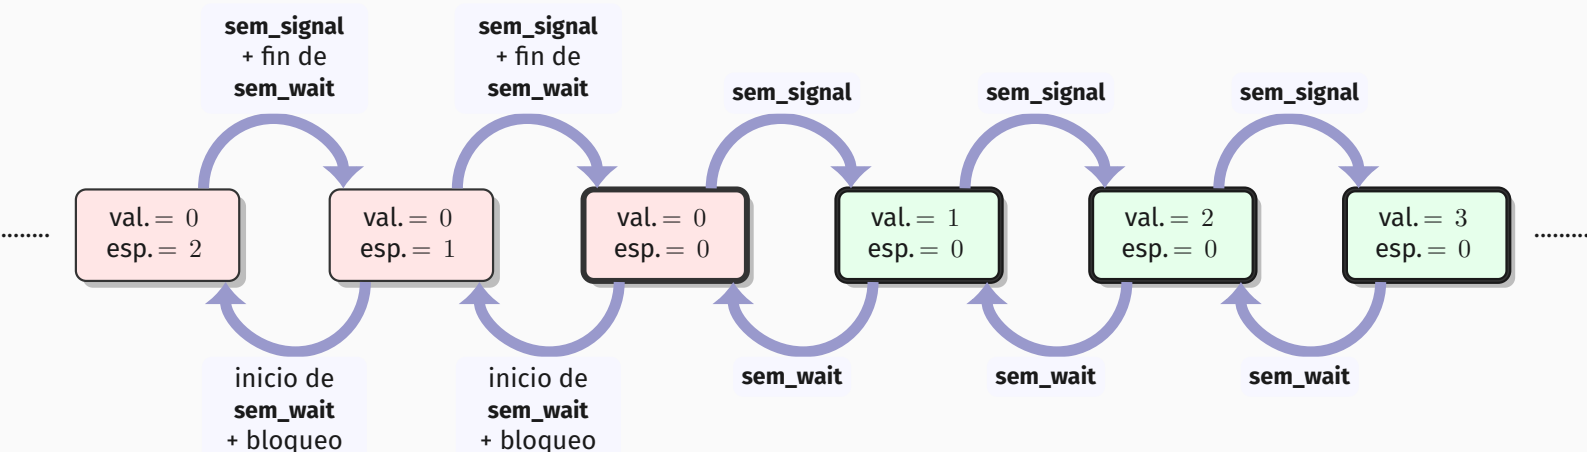 sem_signal
+ fin de
sem_wait
sem_signal
+ fin de
sem_wait
sem_signal
sem_signal
sem_signal
val. = 0
esp. = 2
val. = 0
esp. = 1
val. = 0
esp. = 0
val. = 1
esp. = 0
val. = 2
esp. = 0
val. = 3
esp. = 0
inicio de
sem_wait
+ bloqueo
inicio de
sem_wait
+ bloqueo
sem_wait
sem_wait
sem_wait